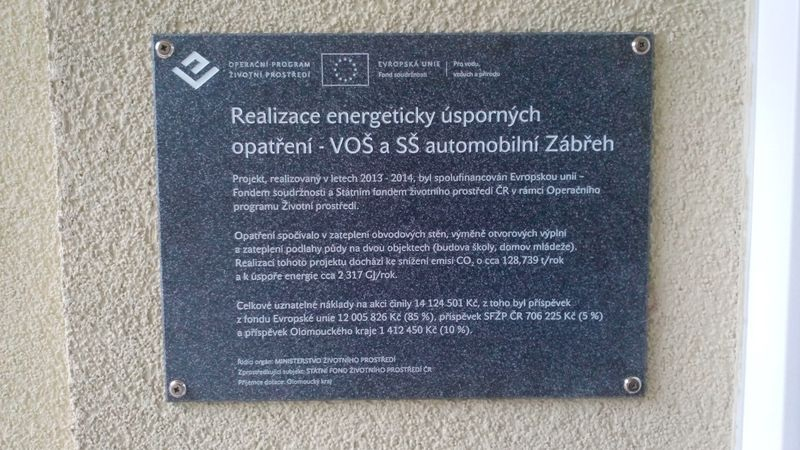 OPERAČNÍ PROGRAM
ŽIVOTNÍ PROSTŘEDÍ
EVROPSKÁ UNIE
Fond soudržnosti
Pro vodu,
vzduch a přírodu
Realizace energeticky úsporných
opatření - VOŠ a SŠ automobilní Zábřeh
Projekt, realizovaný v letech 2013 - 2014, byl spolufinancován Evropskou unií –
Fondem soudržnosti a Státním fondem životního prostředí ČR v rámci Operačního
programu Životní prostředí.
Opatření spočívalo v zateplení obvodových stěn, výměně otvorových výplní
a zateplení podlahy půdy na dvou objektech (budova školy, domov mládeže).
Realizací tohoto projektu dochází ke snížení emisí CO₂ o cca 128,739 t/rok
a k úspoře energie cca 2 317 GJ/rok.
Celkové uznatelné náklady na akci činily 14 124 501 Kč, z toho byl příspěvek
z fondu Evropské unie 12 005 826 Kč (85 %), příspěvek SFŽP ČR 706 225 Kč (5 %)
a příspěvek Olomouckého kraje 1 412 450 Kč (10 %).
Řídící orgán: MINISTERSTVO ŽIVOTNÍHO PROSTŘEDÍ
Zprostředkující subjekt: STÁTNÍ FOND ŽIVOTNÍHO PROSTŘEDÍ ČR
Příjemce dotace: Olomoucký kraj